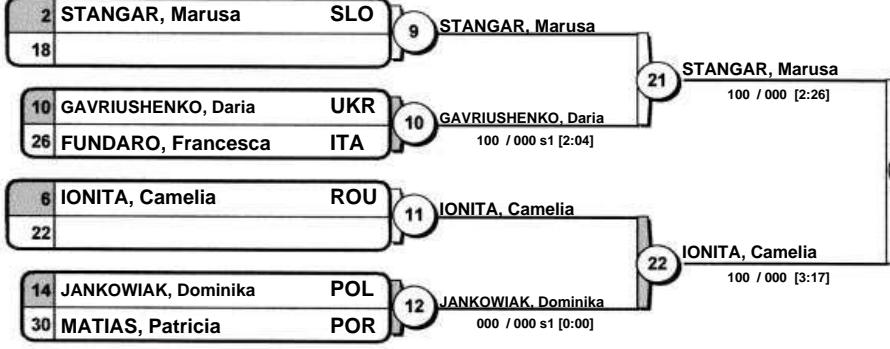 2 STANGAR, Marusa SLO
18
9
STANGAR, Marusa
10 GAVRIUSHENKO, Daria UKR
26 FUNDARO, Francesca ITA
10
GAVRIUSHENKO, Daria
100 / 000 s1 [2:04]
21
STANGAR, Marusa
100 / 000 [2:26]
6 IONITA, Camelia ROU
22
11
IONITA, Camelia
14 JANKOWIAK, Dominika POL
30 MATIAS, Patricia POR
12
JANKOWIAK, Dominika
000 / 000 s1 [0:00]
22
IONITA, Camelia
100 / 000 [3:17]